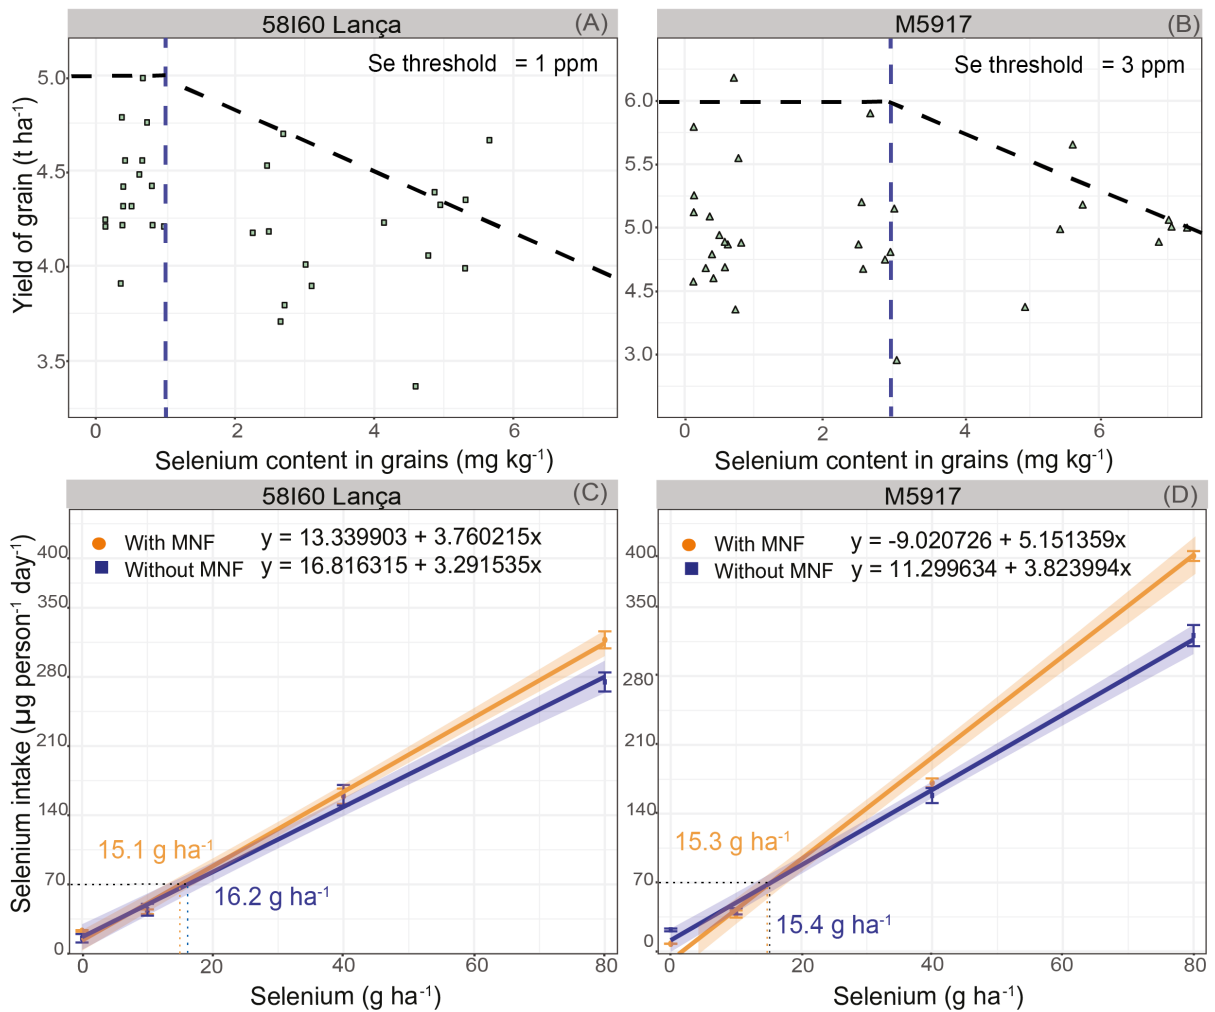 58I60 Lança
(A)
Se threshold = 1 ppm
5.0
4.5
4.0
3.5
Yield of grain (t ha⁻¹)
0 2 4 6
Selenium content in grains (mg kg⁻¹)
M5917
(B)
Se threshold = 3 ppm
6.0
5.5
5.0
4.5
3.0
0 2 4 6
Selenium content in grains (mg kg⁻¹)
58I60 Lança
(C)
With MNF y = 13.339903 + 3.760215x
Without MNF y = 16.816315 + 3.291535x
400
350
280
210
140
70
0
Selenium intake (µg person⁻¹ day⁻¹)
15.1 g ha⁻¹
16.2 g ha⁻¹
0 20 40 60 80
Selenium (g ha⁻¹)
M5917
(D)
With MNF y = -9.020726 + 5.151359x
Without MNF y = 11.299634 + 3.823994x
400
350
280
210
140
70
0
15.3 g ha⁻¹
15.4 g ha⁻¹
0 20 40 60 80
Selenium (g ha⁻¹)